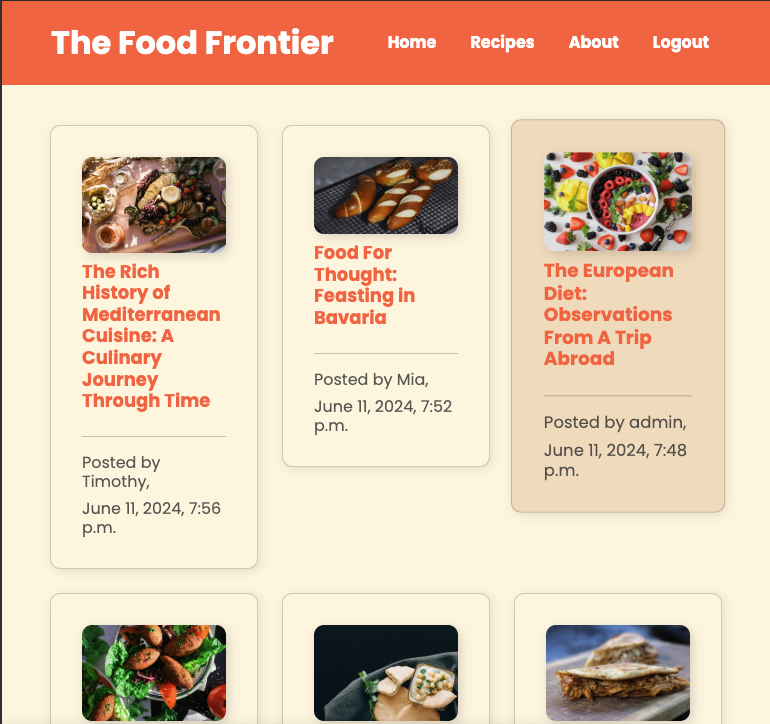 The Food Frontier
Home Recipes About Logout
The Rich
History of
Mediterranean
Cuisine: A
Culinary
Journey
Through Time
Posted by
Timothy,
June 11, 2024, 7:56
p.m.
Food For
Thought:
Feasting in
Bavaria
Posted by Mia,
June 11, 2024, 7:52
p.m.
The European
Diet:
Observations
From A Trip
Abroad
Posted by admin,
June 11, 2024, 7:48
p.m.